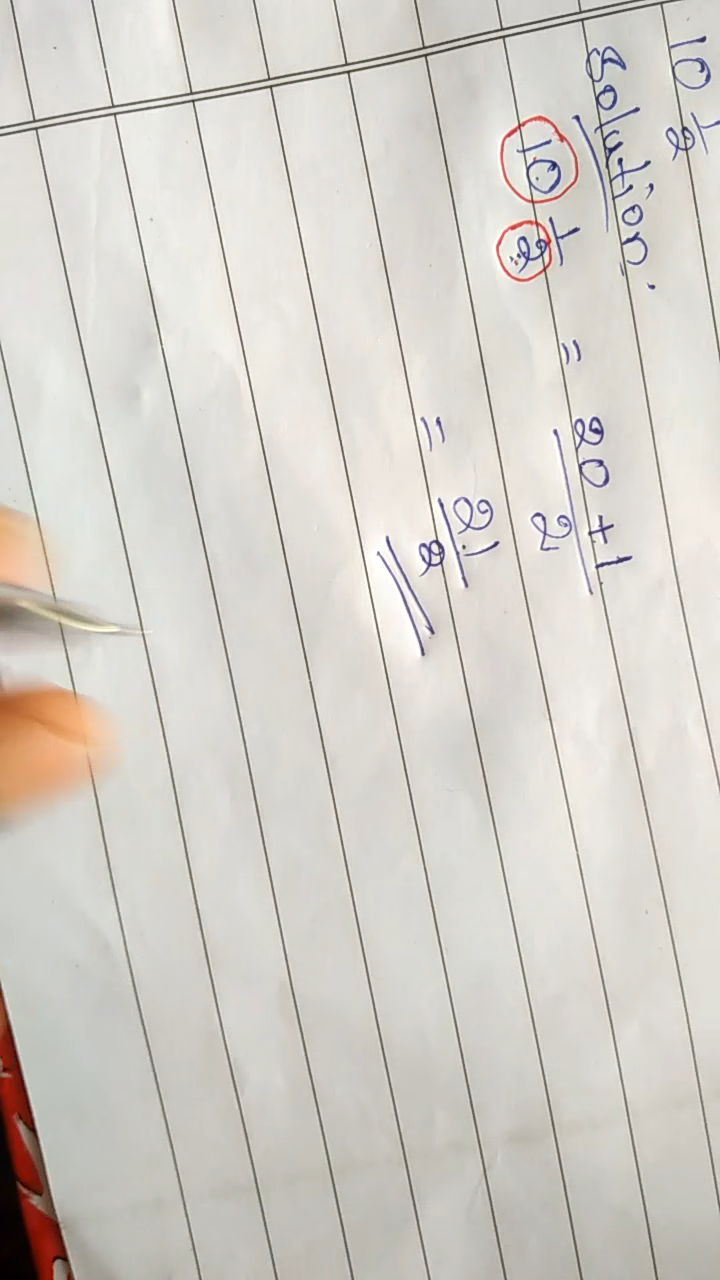 10 1/2
Solution.
10 1/2 = 20 + 1 / 2
= 21/2